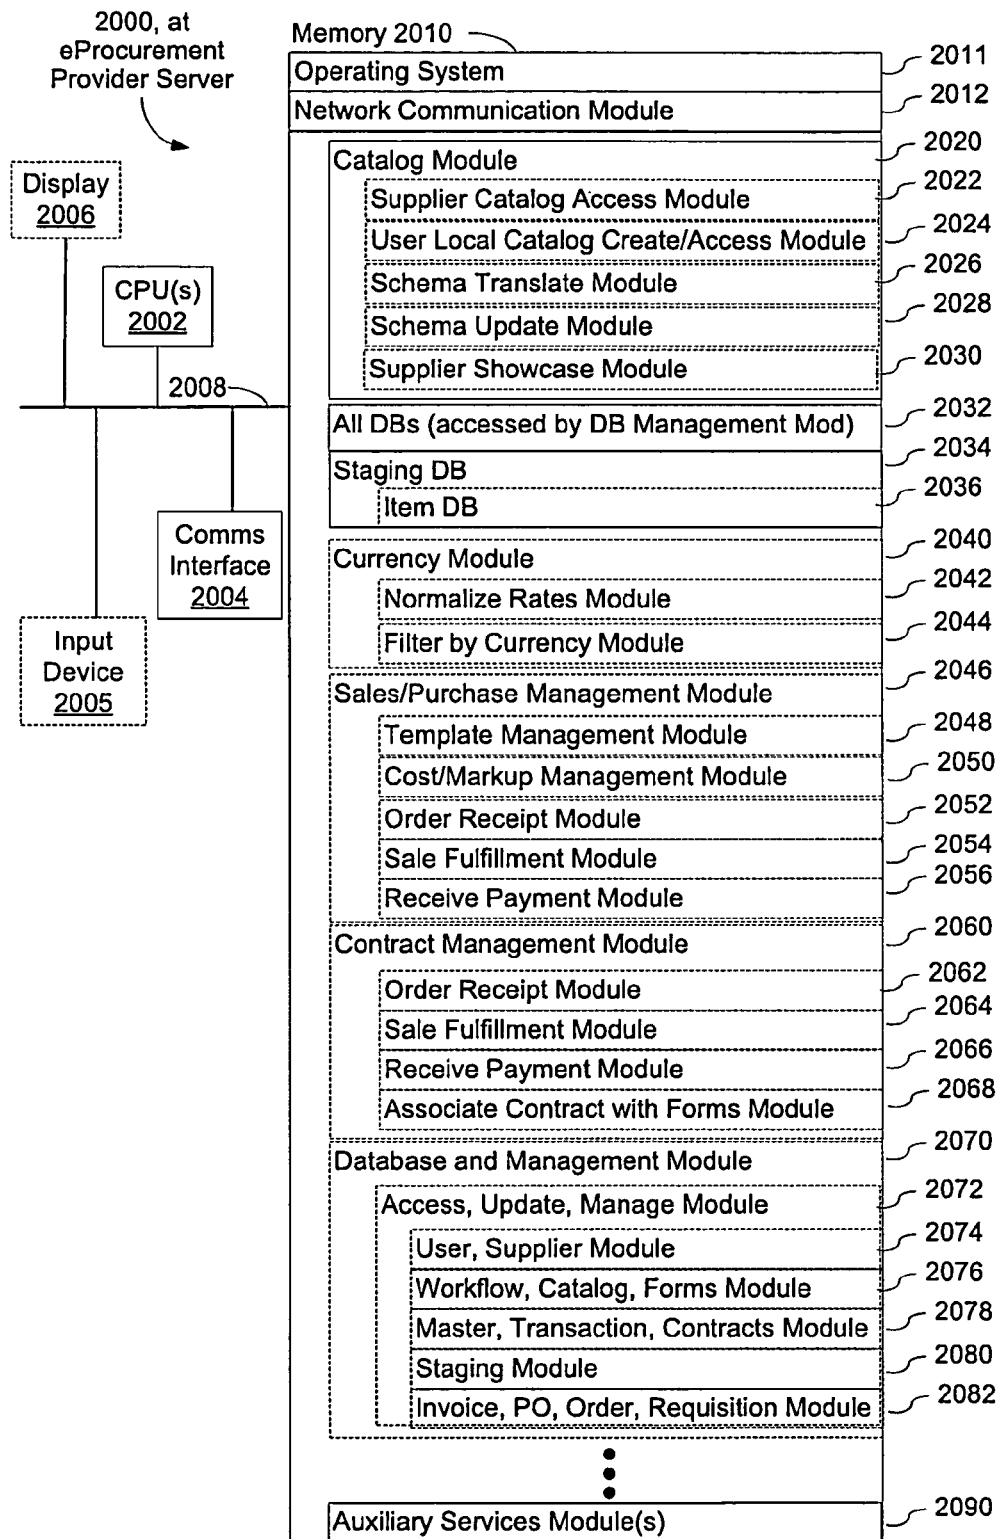 2000, at
eProcurement
Provider Server
Memory 2010
Operating System 2011
Network Communication Module 2012
Catalog Module 2020
Supplier Catalog Access Module 2022
User Local Catalog Create/Access Module 2024
Schema Translate Module 2026
Schema Update Module 2028
Supplier Showcase Module 2030
Display
2006
CPU(s)
2002
2008
Comms
Interface
2004
Input
Device
2005
All DBs (accessed by DB Management Mod) 2032
Staging DB 2034
Item DB 2036
Currency Module 2040
Normalize Rates Module 2042
Filter by Currency Module 2044
Sales/Purchase Management Module 2046
Template Management Module 2048
Cost/Markup Management Module 2050
Order Receipt Module 2052
Sale Fulfillment Module 2054
Receive Payment Module 2056
Contract Management Module 2060
Order Receipt Module 2062
Sale Fulfillment Module 2064
Receive Payment Module 2066
Associate Contract with Forms Module 2068
Database and Management Module 2070
Access, Update, Manage Module 2072
User, Supplier Module 2074
Workflow, Catalog, Forms Module 2076
Master, Transaction, Contracts Module 2078
Staging Module 2080
Invoice, PO, Order, Requisition Module 2082
Auxiliary Services Module(s) 2090